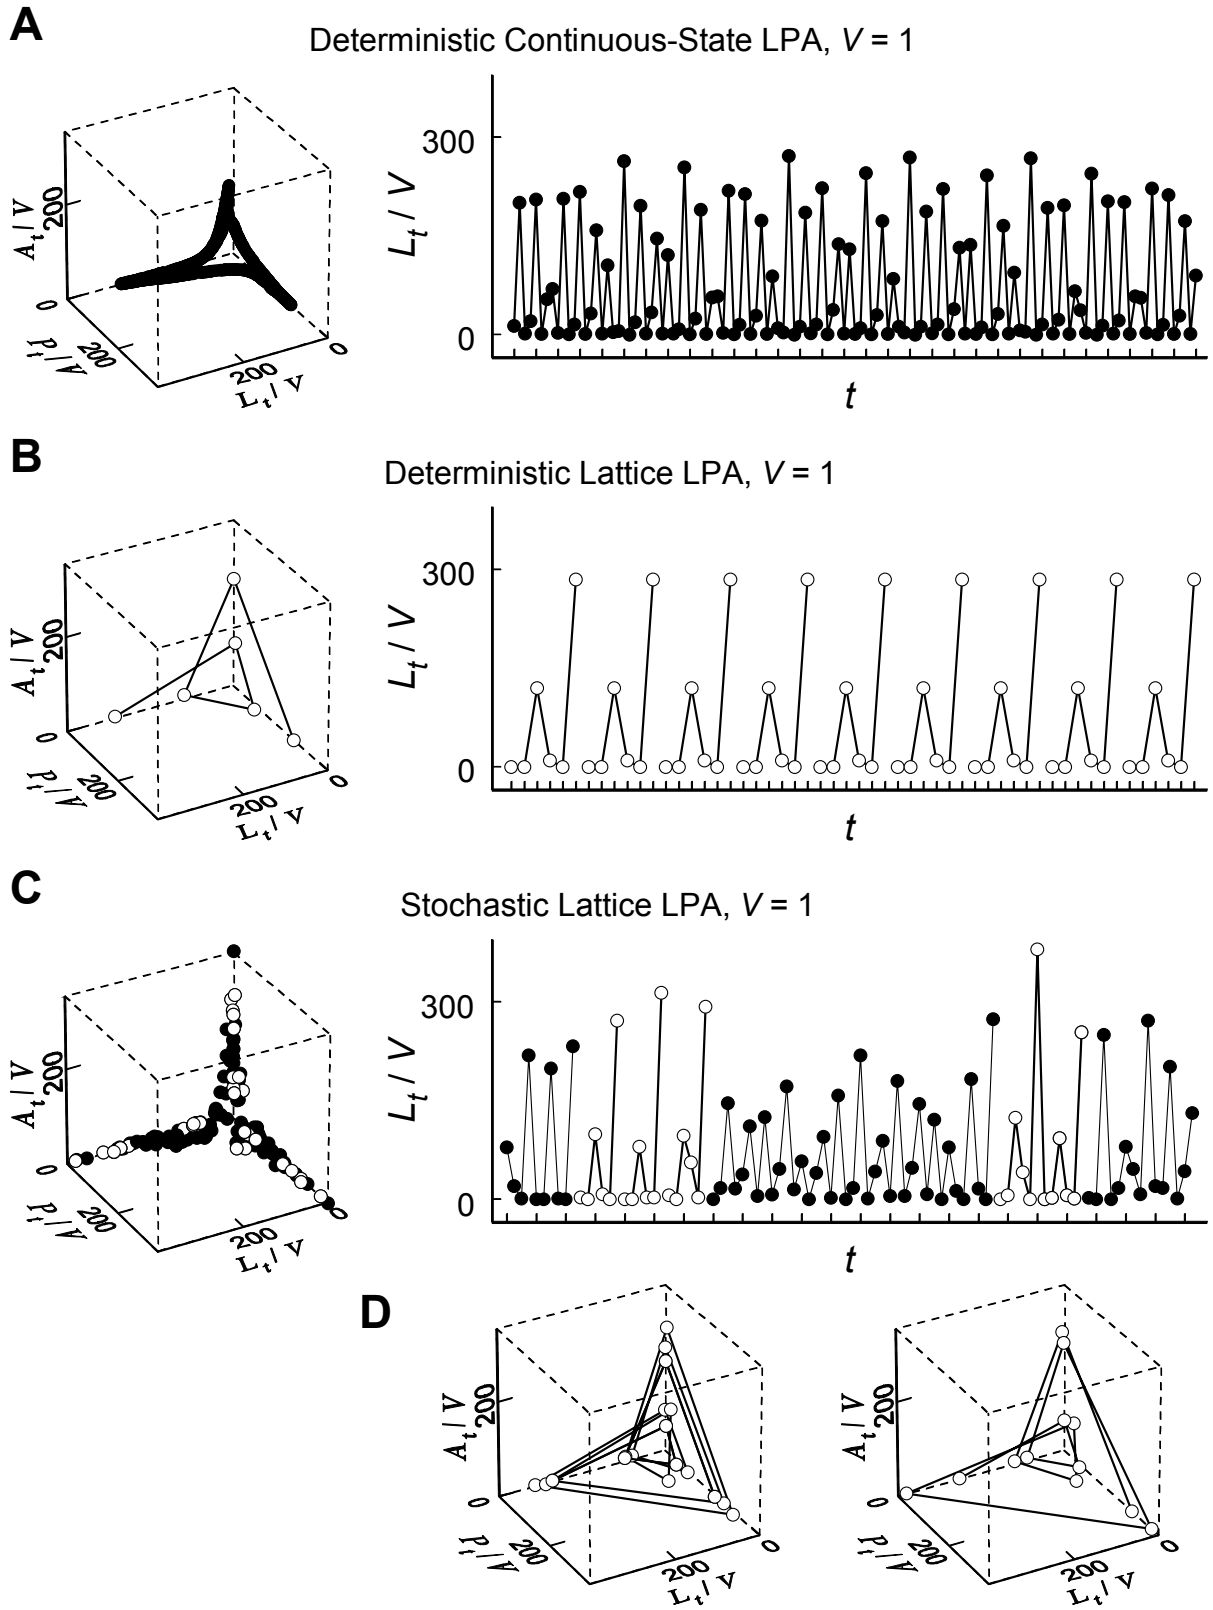 A
Deterministic Continuous-State LPA, V = 1
A_t / V
200
0
P_t / V
200
L_t / V
200
0
L_t / V
300
0
t
B
Deterministic Lattice LPA, V = 1
A_t / V
200
0
P_t / V
200
L_t / V
200
0
L_t / V
300
0
t
C
Stochastic Lattice LPA, V = 1
A_t / V
200
0
P_t / V
200
L_t / V
200
0
L_t / V
300
0
t
D
A_t / V
200
0
P_t / V
200
L_t / V
200
0
A_t / V
200
0
P_t / V
200
L_t / V
200
0